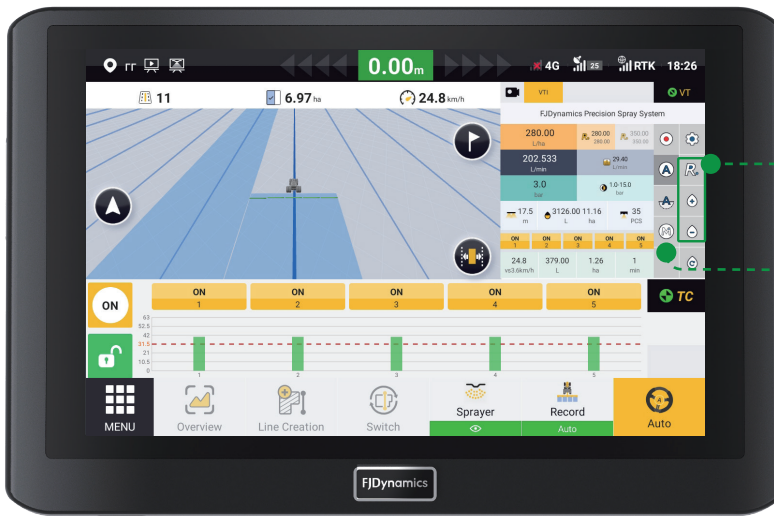 0.00m
4G
25
RTK 18:26
11
6.97 ha
24.8 km/h
VTI
VT
FJDynamics Precision Spray System
280.00
L/ha
280.00
280.00
350.00
350.00
202.533
L/min
29.40
L/min
3.0
bar
1.0-15.0
bar
17.5
m
3126.00
L
11.16
ha
35
PCS
ON
1
ON
2
ON
3
ON
4
ON
5
24.8
vs3.6km/h
379.00
L
1.26
ha
1
min
A
R
A
M
ON
ON
1
ON
2
ON
3
ON
4
ON
5
TC
63
52.5
42
31.5
21
10.5
0
1
2
3
4
5
MENU
Overview
Line Creation
Switch
Sprayer
Record
Auto
Auto
FJDynamics